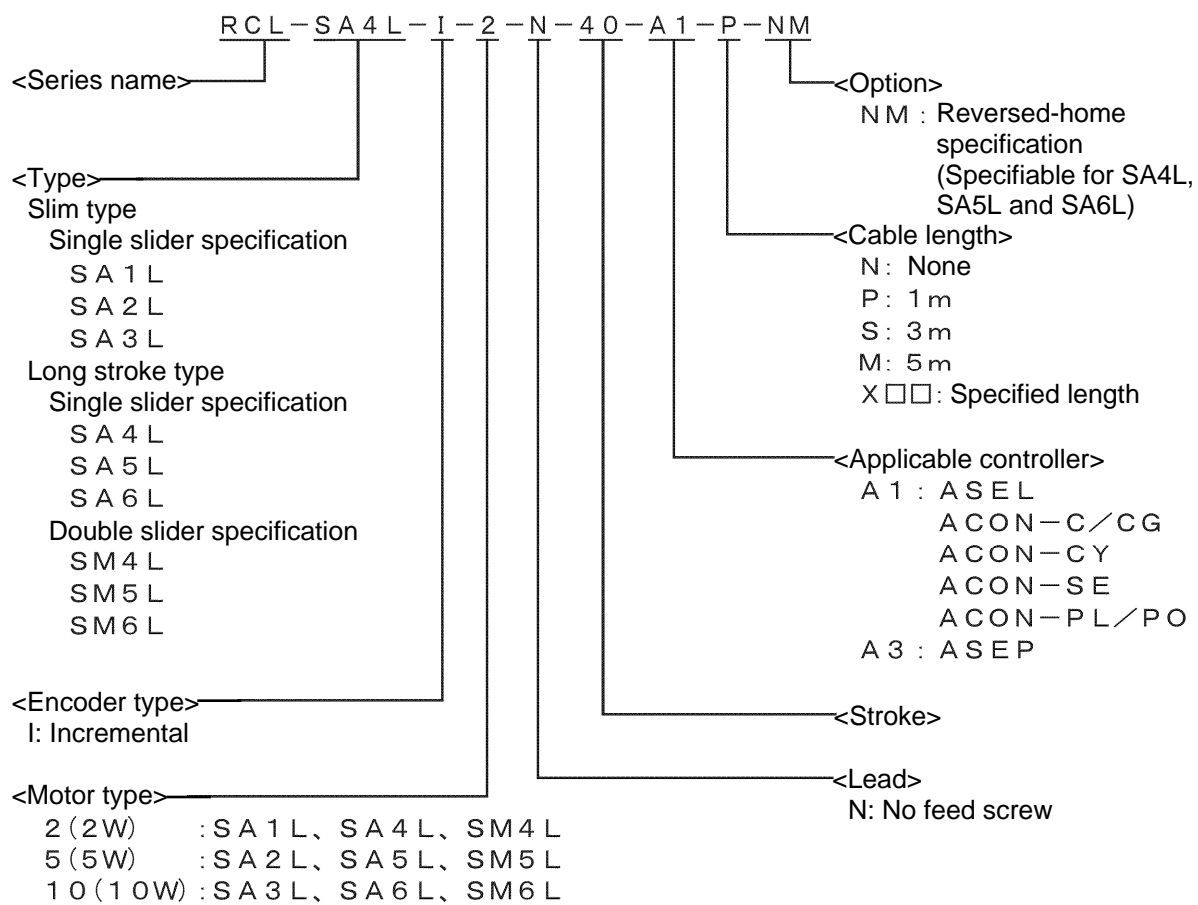 RCL-SA4L-I-2-N-40-A1-P-NM
<Series name>
<Type>
Slim type
Single slider specification
SA1L
SA2L
SA3L
Long stroke type
Single slider specification
SA4L
SA5L
SA6L
Double slider specification
SM4L
SM5L
SM6L
<Encoder type>
I: Incremental
<Motor type>
2(2W) :SA1L、SA4L、SM4L
5(5W) :SA2L、SA5L、SM5L
10(10W):SA3L、SA6L、SM6L
<Option>
NM : Reversed-home
specification
(Specifiable for SA4L,
SA5L and SA6L)
<Cable length>
N: None
P: 1m
S: 3m
M: 5m
X□□: Specified length
<Applicable controller>
A1: ASEL
ACON-C/CG
ACON-CY
ACON-SE
ACON-PL/PO
A3: ASEP
<Stroke>
<Lead>
N: No feed screw